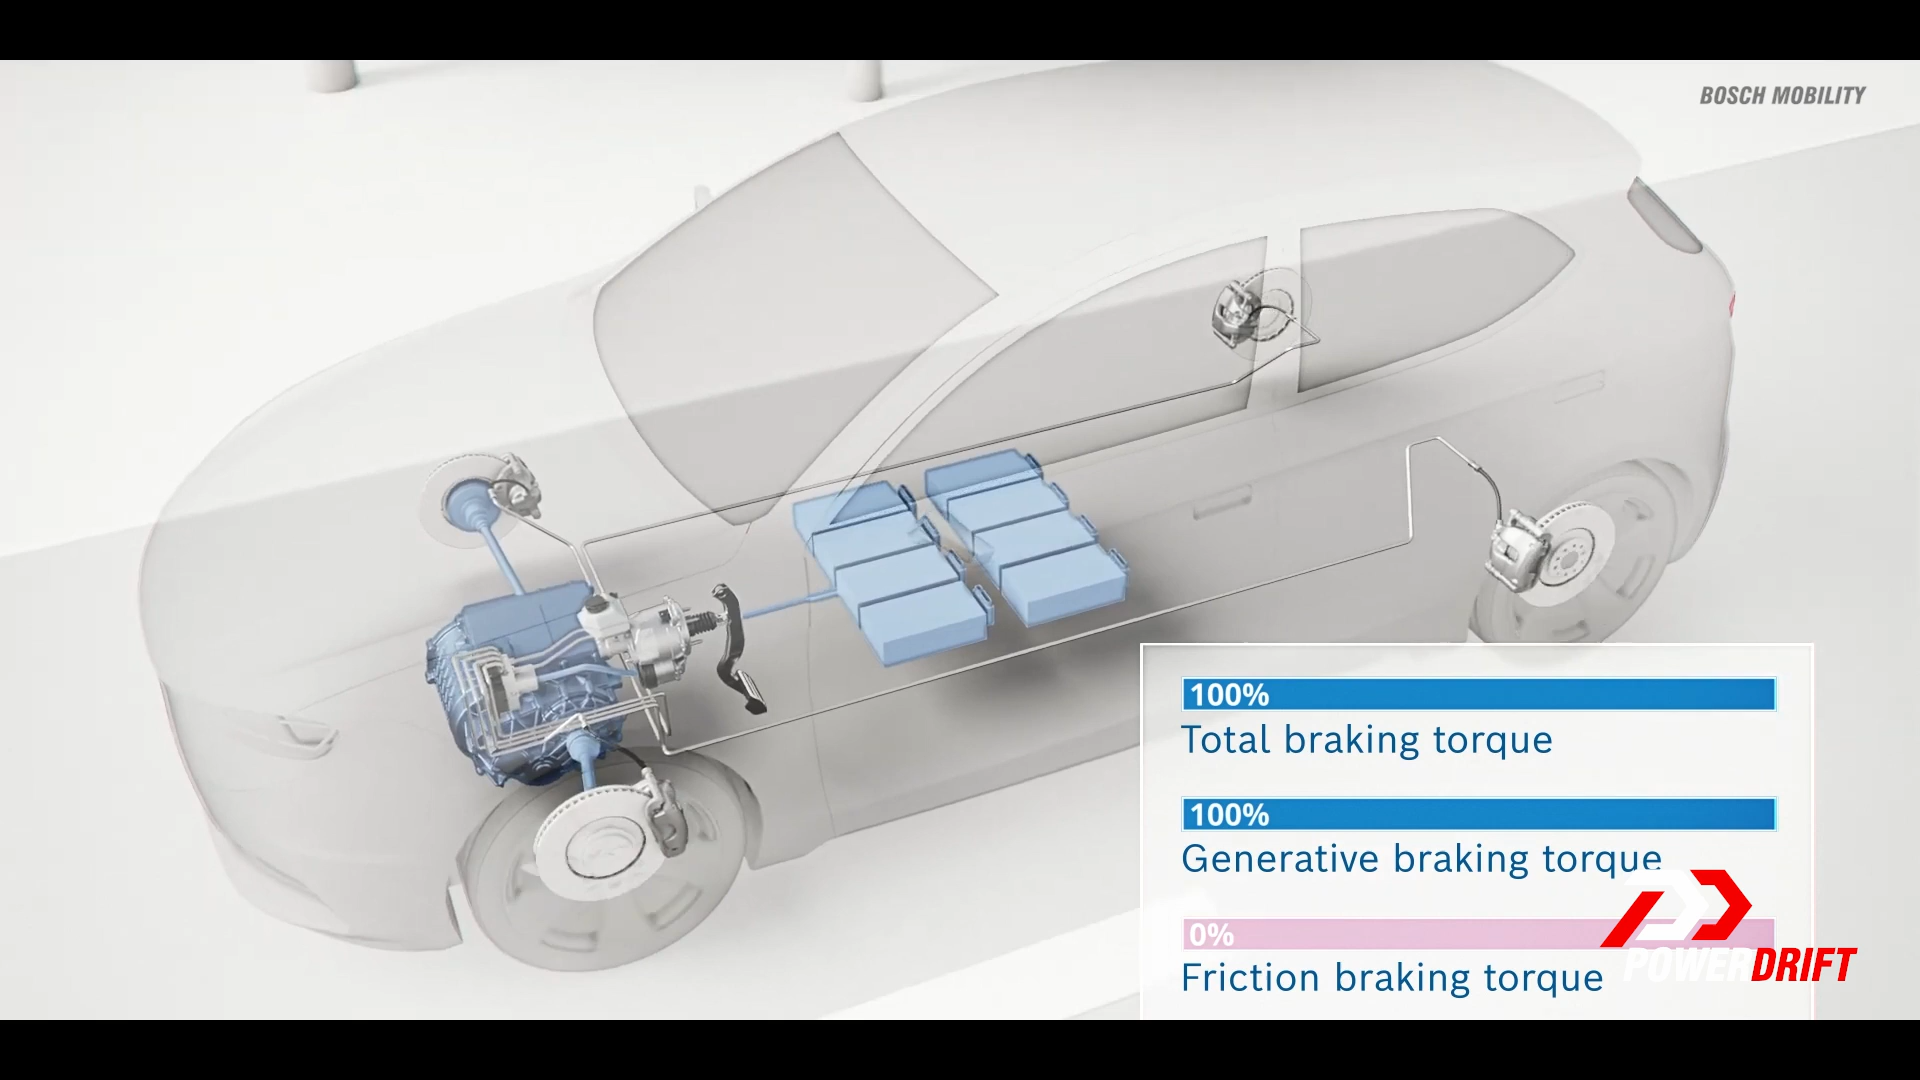 BOSCH MOBILITY
100%
Total braking torque
100%
Generative braking torque
0%
Friction braking torque
POWERDRIFT